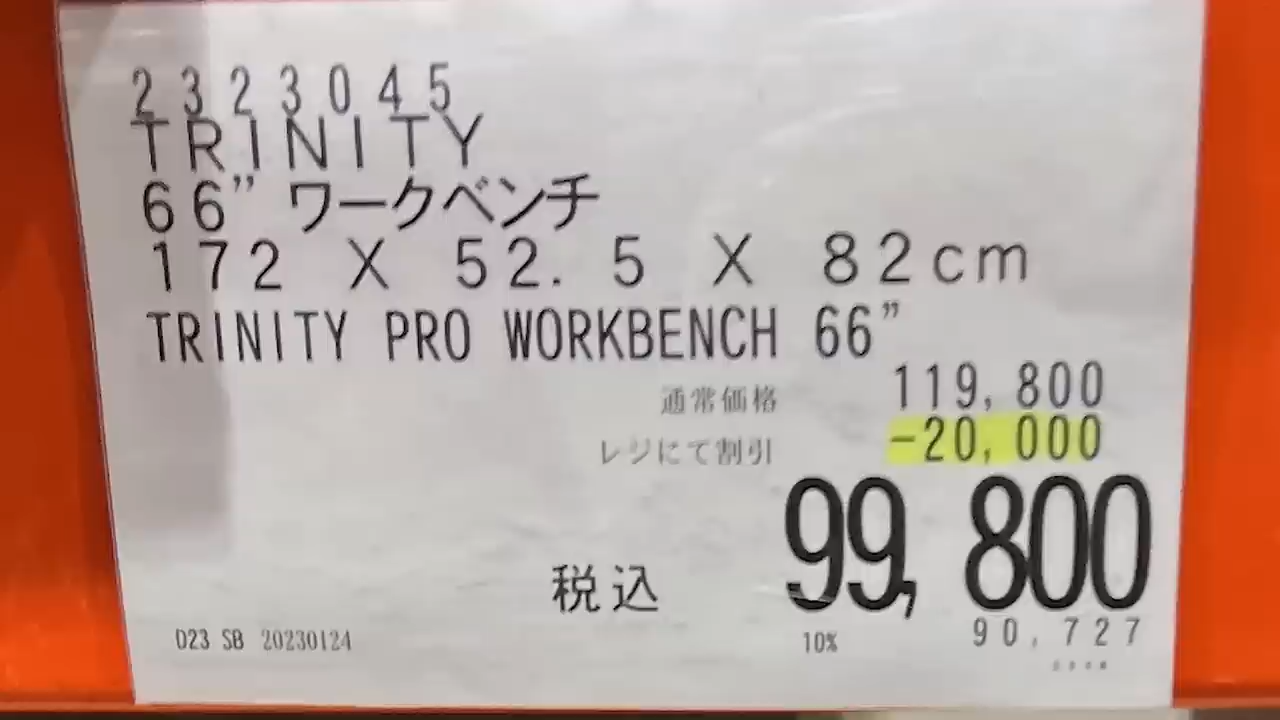 2323045
TRINITY
66” ワークベンチ
172 X 52.5 X 82cm
TRINITY PRO WORKBENCH 66”
通常価格 119,800
レジにて割引 -20,000
税込 99,800
D23 SB 20230124 10% 90,727